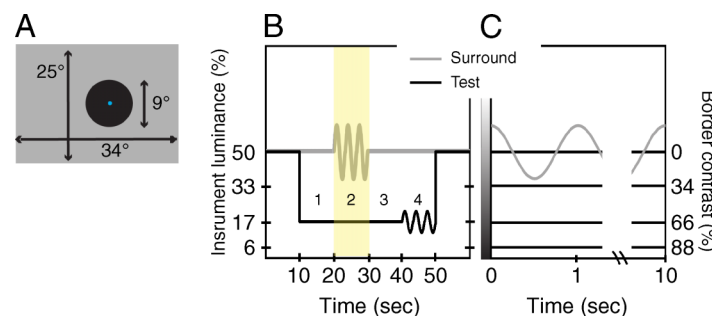 A
25°
9°
34°
B
Insrument luminance (%)
50
33
17
6
1 2 3 4
10 20 30 40 50
Time (sec)
C
Surround
Test
0
34
66
88
Border contrast (%)
0 1 10
Time (sec)